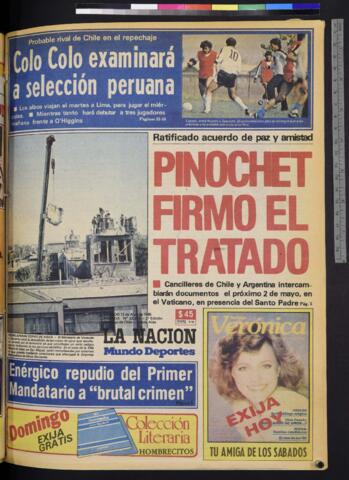 Probable rival de Chile en el repechaje
Colo Colo examinará
a selección peruana
Los albos viajan el martes a Lima, para jugar el miér-
coles. Mientras tanto hará debutar a tres jugadores
mañana frente a O'Higgins
Ratificado acuerdo de paz y amistad
PINOCHET
FIRMO EL
TRATADO
Cancilleres de Chile y Argentina intercam-
biarán documentos el próximo 2 de mayo, en
el Vaticano, en presencia del Santo Padre
$ 45
LA NACION
Mundo Deportes
Enérgico repudio del Primer
Mandatario a “brutal crimen”
Domingo
EXIJA
GRATIS
Colección
Literaria
HOMBRECITOS
Verónica
EXIJA
HOY
TU AMIGA DE LOS SABADOS